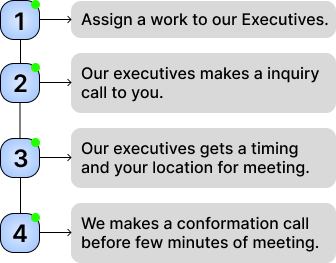 1
Assign a work to our Executives.
2
Our executives makes a inquiry
call to you.
3
Our executives gets a timing
and your location for meeting.
4
We makes a conformation call
before few minutes of meeting.